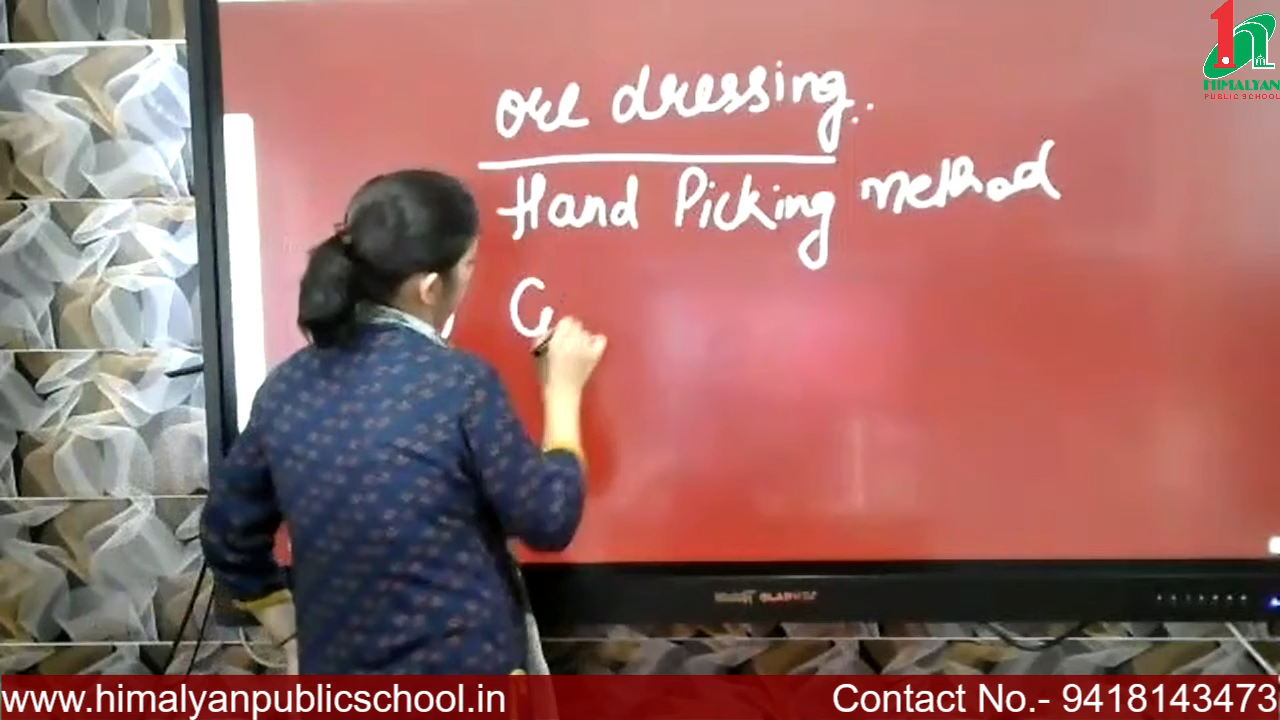 ore dressing..
Hand Picking method
G
HIMALYAN
PUBLIC SCHOOL
www.himalyanpublicschool.in
Contact No.- 9418143473